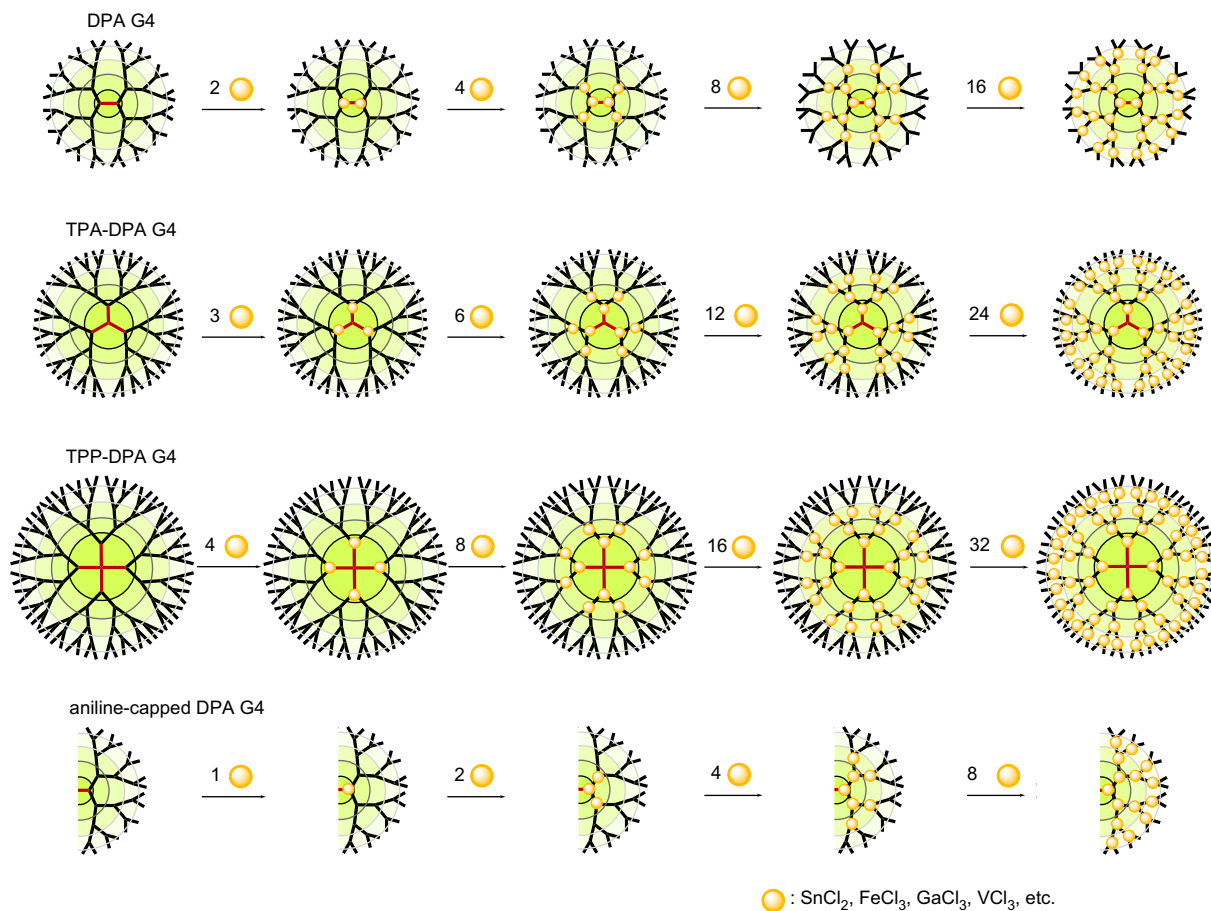 DPA G4
2 4 8 16
TPA-DPA G4
3 6 12 24
TPP-DPA G4
4 8 16 32
aniline-capped DPA G4
1 2 4 8
: SnCl₂, FeCl₃, GaCl₃, VCl₃, etc.